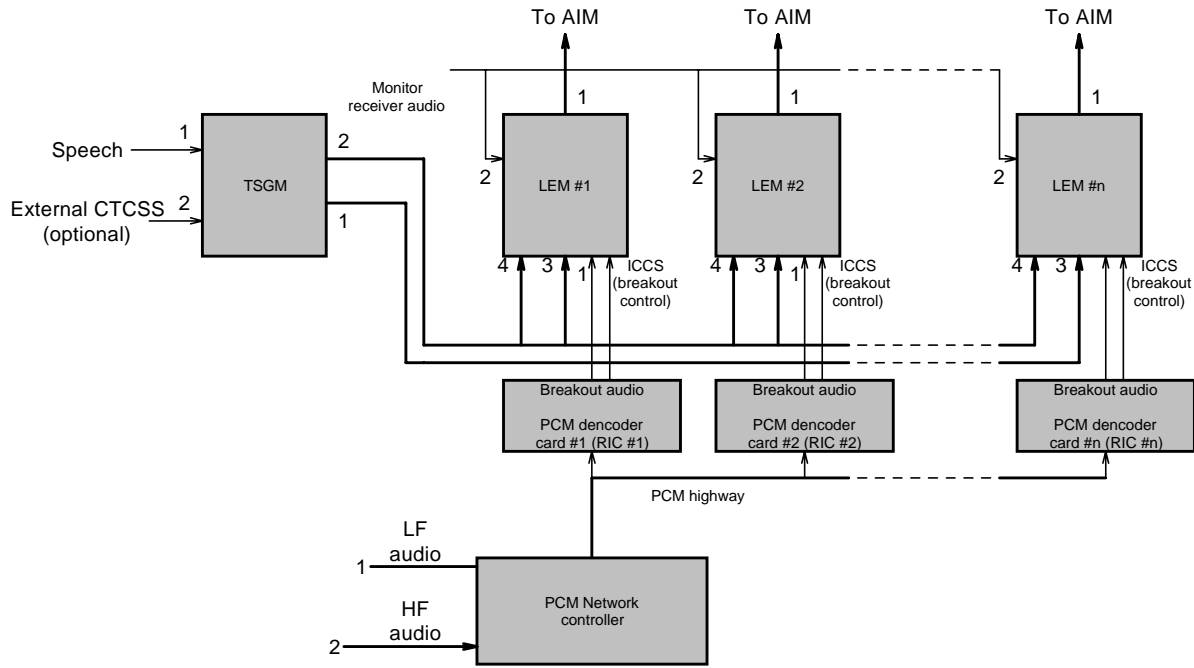 To AIM
To AIM
To AIM
Monitor
receiver audio
1
1
1
1
Speech
2
TSGM
2
External CTCSS
(optional)
1
2
LEM #1
2
LEM #2
2
LEM #n
4
3
1
ICCS
(breakout
control)
4
3
1
ICCS
(breakout
control)
4
3
ICCS
(breakout
control)
Breakout audio
PCM dencoder
card #1 (RIC #1)
Breakout audio
PCM dencoder
card #2 (RIC #2)
Breakout audio
PCM dencoder
card #n (RIC #n)
PCM highway
LF
audio
1
HF
audio
2
PCM Network
controller